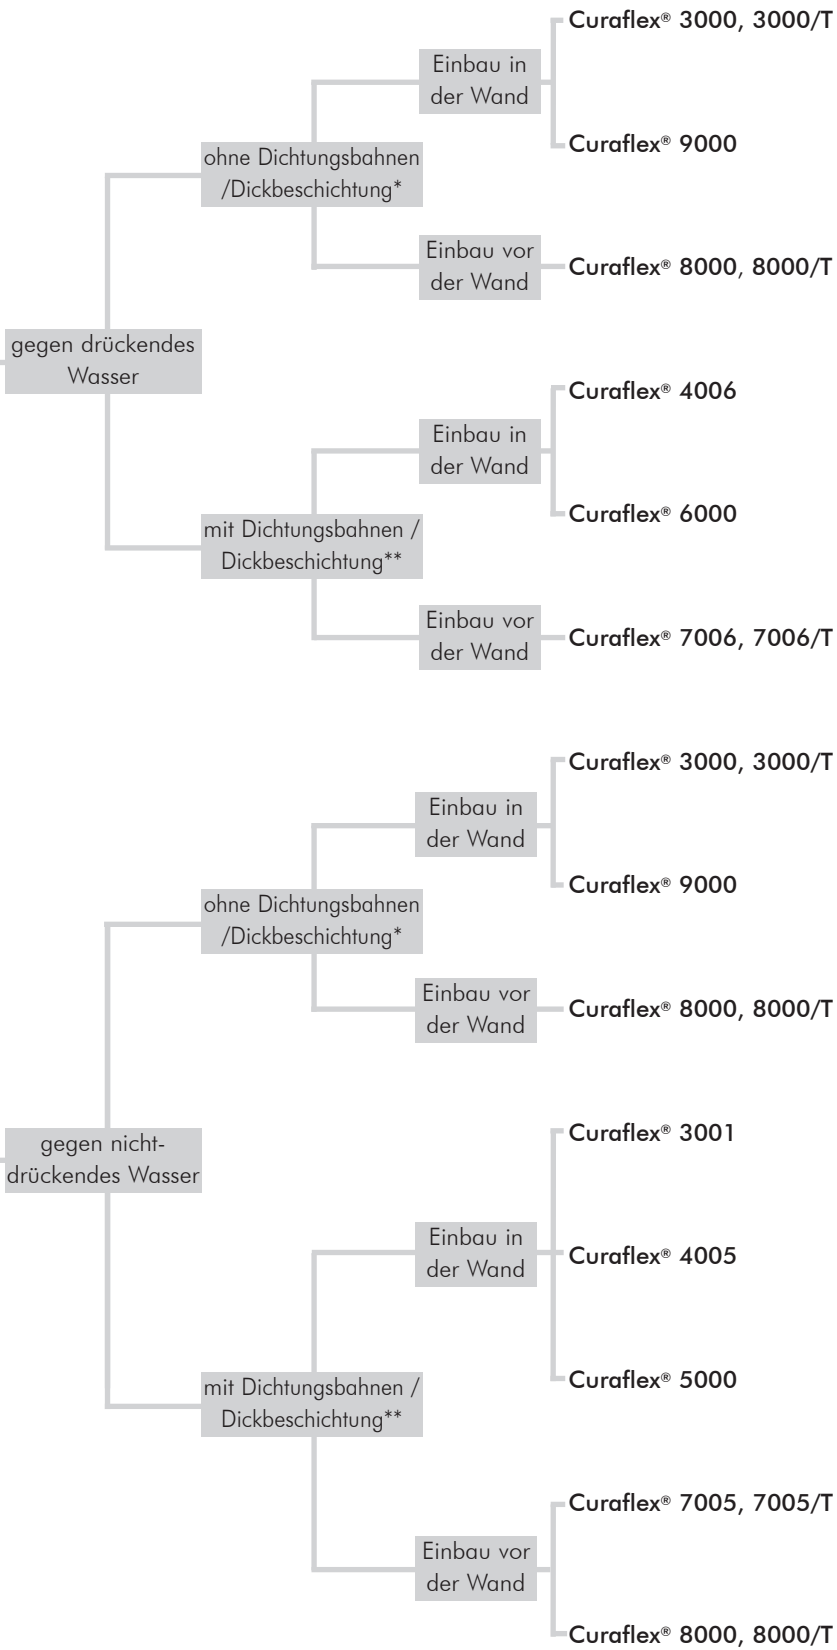 Curaflex® 3000, 3000/T
Einbau in
der Wand
Curaflex® 9000
ohne Dichtungsbahnen
/Dickbeschichtung*
Einbau vor
der Wand
Curaflex® 8000, 8000/T
gegen drückendes
Wasser
Curaflex® 4006
Einbau in
der Wand
Curaflex® 6000
mit Dichtungsbahnen /
Dickbeschichtung**
Einbau vor
der Wand
Curaflex® 7006, 7006/T
Curaflex® 3000, 3000/T
Einbau in
der Wand
Curaflex® 9000
ohne Dichtungsbahnen
/Dickbeschichtung*
Einbau vor
der Wand
Curaflex® 8000, 8000/T
gegen nicht-
drückendes Wasser
Curaflex® 3001
Einbau in
der Wand
Curaflex® 4005
Curaflex® 5000
mit Dichtungsbahnen /
Dickbeschichtung**
Curaflex® 7005, 7005/T
Einbau vor
der Wand
Curaflex® 8000, 8000/T